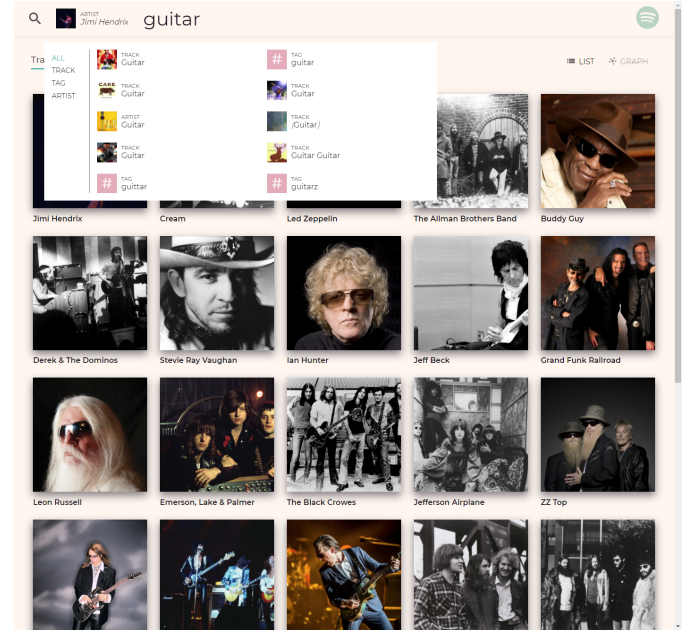 ARTIST
Jimi Hendrix
guitar
Tra
LIST
GRAPH
ALL
TRACK
TAG
ARTIST
TRACK
Guitar
TAG
guitar
TRACK
Guitar
TRACK
Guitar
ARTIST
Guitar
TRACK
(Guitar)
TRACK
Guitar
TRACK
Guitar Guitar
TAG
guittar
TAG
guitarz
CAKE
Jimi Hendrix
Cream
Led Zeppelin
The Allman Brothers Band
Buddy Guy
Derek & The Dominos
Stevie Ray Vaughan
Ian Hunter
Jeff Beck
Grand Funk Railroad
Leon Russell
Emerson, Lake & Palmer
The Black Crowes
Jefferson Airplane
ZZ Top